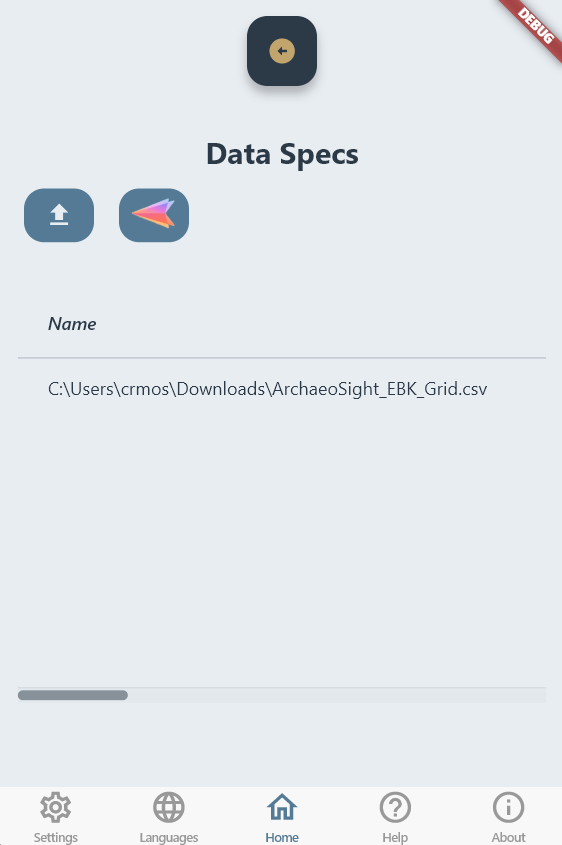 DEBUG
Data Specs
Name
C:\Users\crmos\Downloads\ArchaeoSight_EBK_Grid.csv
Settings
Languages
Home
Help
About